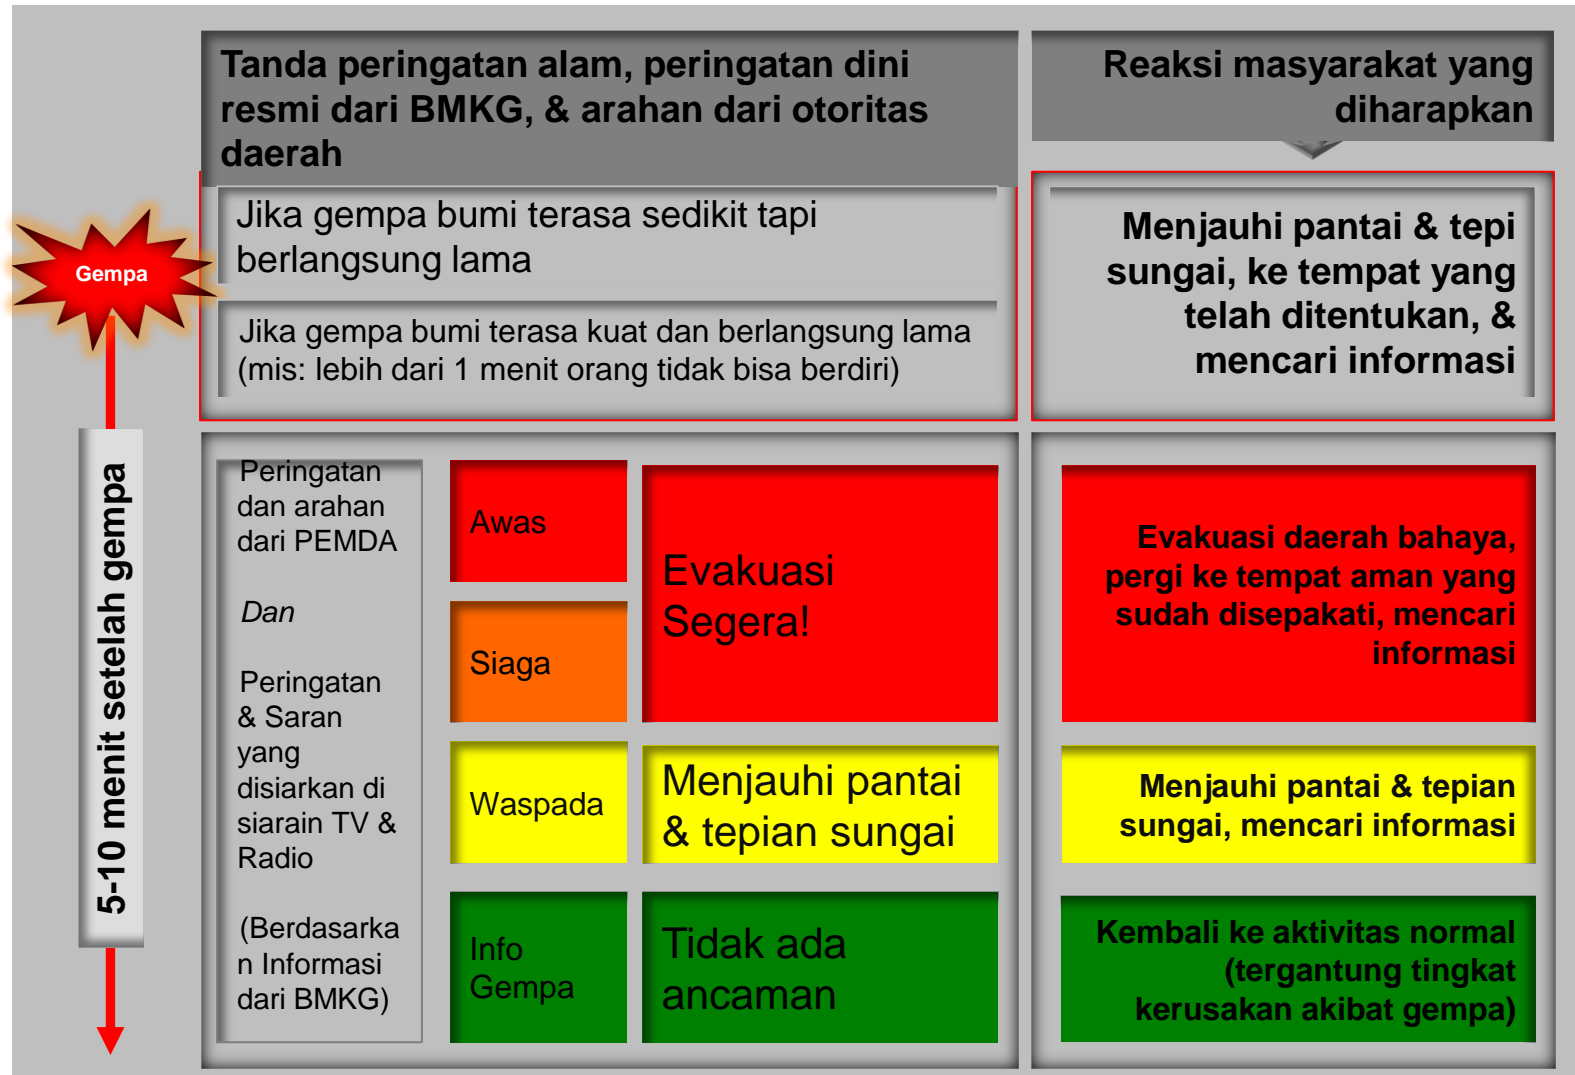 Tanda peringatan alam, peringatan dini
resmi dari BMKG, & arahan dari otoritas
daerah
Reaksi masyarakat yang
diharapkan
Gempa
Jika gempa bumi terasa sedikit tapi
berlangsung lama
Jika gempa bumi terasa kuat dan berlangsung lama
(mis: lebih dari 1 menit orang tidak bisa berdiri)
Menjauhi pantai & tepi
sungai, ke tempat yang
telah ditentukan, &
mencari informasi
5-10 menit setelah gempa
Peringatan
dan arahan
dari PEMDA
Dan
Peringatan
& Saran
yang
disiarkan di
siarain TV &
Radio
(Berdasarka
n Informasi
dari BMKG)
Awas
Siaga
Evakuasi
Segera!
Evakuasi daerah bahaya,
pergi ke tempat aman yang
sudah disepakati, mencari
informasi
Waspada
Menjauhi pantai
& tepian sungai
Menjauhi pantai & tepian
sungai, mencari informasi
Info
Gempa
Tidak ada
ancaman
Kembali ke aktivitas normal
(tergantung tingkat
kerusakan akibat gempa)